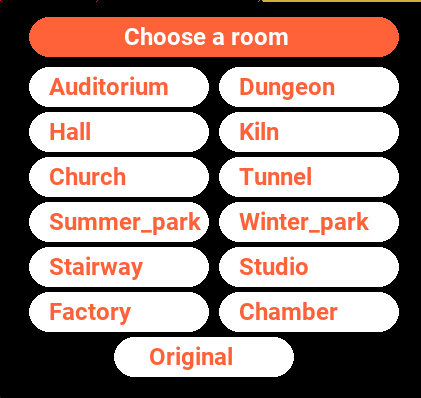 Choose a room
Auditorium Dungeon
Hall Kiln
Church Tunnel
Summer_park Winter_park
Stairway Studio
Factory Chamber
Original